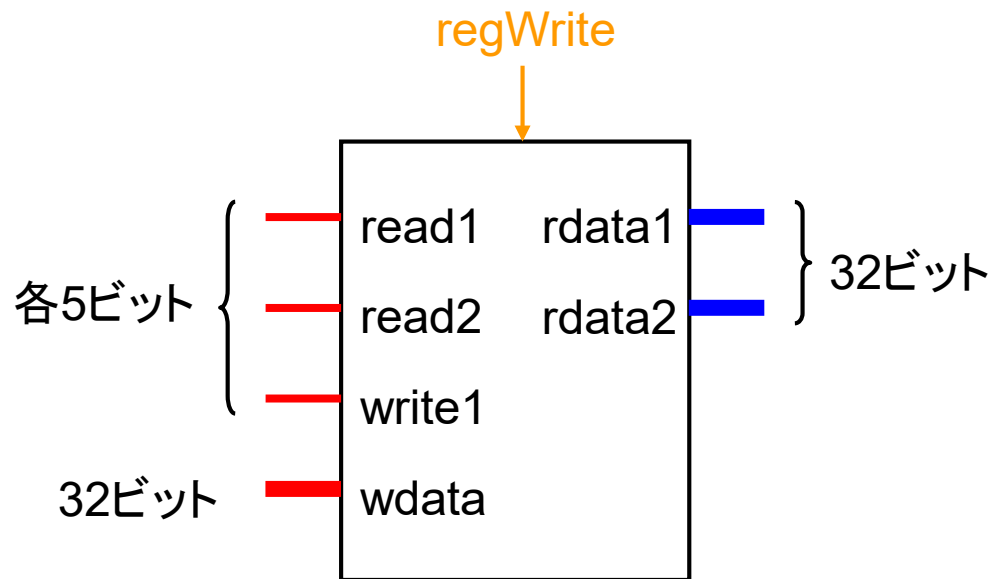 regWrite
各5ビット
32ビット
read1
read2
write1
wdata
rdata1
rdata2
32ビット